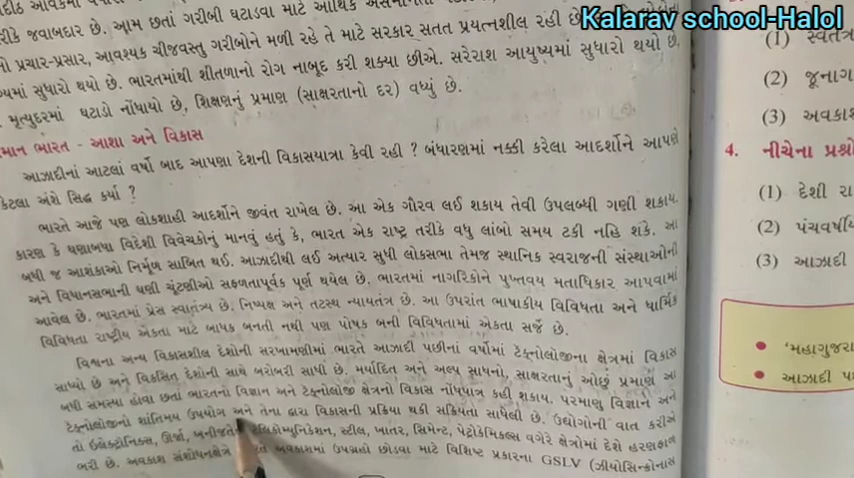 Kalarav school-Halol
રીકે જવાબદાર છે. આમ છતાં ગરીબી ઘટાડવા માટે આર્થિક
નો પ્રચાર-પ્રસાર, આવશ્યક ચીજવસ્તુ ગરીબોને મળી રહે તે માટે સરકાર સતત પ્રયત્નશીલ રહી છે
ગ્યમાં સુધારો થયો છે. ભારતમાંથી શીતળાનો રોગ નાબૂદ કરી શક્યા છીએ. સરેરાશ આયુષ્યમાં સુધારો થયો છે.
મૃત્યુદરમાં ઘટાડો નોંધાયો છે, શિક્ષણનું પ્રમાણ (સાક્ષરતાનો દર) વધ્યું છે.
માન ભારત - આશા અને વિકાસ
આઝાદીનાં આટલાં વર્ષો બાદ આપણા દેશની વિકાસયાત્રા કેવી રહી ? બંધારણમાં નક્કી કરેલા આદર્શોને આપણે
કેટલા અંશે સિદ્ધ કર્યા ?
ભારતે આજે પણ લોકશાહી આદર્શોને જીવંત રાખેલ છે. આ એક ગૌરવ લઈ શકાય તેવી ઉપલબ્ધી ગણી શકાય.
કારણ કે ઘણાબધા વિદેશી વિવેચકોનું માનવું હતું કે, ભારત એક રાષ્ટ્ર તરીકે વધુ લાંબો સમય ટકી નહિ શકે. આ
બધી જ આશંકાઓ નિર્મૂળ સાબિત થઈ. આઝાદીથી લઈ અત્યાર સુધી લોકસભા તેમજ સ્થાનિક સ્વરાજની સંસ્થાઓની
અને વિધાનસભાની ઘણી ચૂંટણીઓ સફળતાપૂર્વક પૂર્ણ થયેલ છે. ભારતમાં નાગરિકોને પુખ્તવય મતાધિકાર આપવામાં
આવેલ છે. ભારતમાં પ્રેસ સ્વાતંત્ર્ય છે. નિષ્પક્ષ અને તટસ્થ ન્યાયતંત્ર છે. આ ઉપરાંત ભાષાકીય વિવિધતા અને ધાર્મિક
વિવિધતા રાષ્ટ્રીય એકતા માટે બાધક બનતી નથી પણ પોષક બની વિવિધતામાં એકતા સર્જે છે.
વિશ્વના અન્ય વિકાસશીલ દેશોની સરખામણીમાં ભારતે આઝાદી પછીનાં વર્ષોમાં ટેક્નોલોજીના ક્ષેત્રમાં વિકાસ
સાધ્યો છે અને વિકસિત દેશોની સાથે બરોબરી સાધી છે. મર્યાદિત અને અલ્પ સાધનો, સાક્ષરતાનું ઓછું પ્રમાણ આ
બધી સમસ્યા હોવા છતાં ભારતનો વિજ્ઞાન અને ટેક્નોલોજી ક્ષેત્રનો વિકાસ નોંધપાત્ર કહી શકાય. પરમાણુ વિજ્ઞાન અને
ટેક્નોલોજીનો શાંતિમય ઉપયોગ અને તેના દ્વારા વિકાસની પ્રક્રિયા થકી સક્રિયતા સાધેલી છે. ઉદ્યોગોની વાત કરીએ
તો ઇલેક્ટ્રોનિક્સ, ઊર્જા, ખનીજતેલ ટેલિકોમ્યુનિકેશન, સ્ટીલ, ખાતર, સિમેન્ટ, પેટ્રોકેમિકલ્સ વગેરે ક્ષેત્રોમાં દેશે હરણફાળ
ભરી છે. અવકાશ સંશોધનક્ષેત્રે અવકાશમાં ઉપગ્રહો છોડવા માટે વિશિષ્ટ પ્રકારના GSLV (જીયોસિન્ક્રોનાસ
(1) સ્વતંત્ર
(2) જૂનાગ
(3) અવકાશ
4. નીચેના પ્રશ્નો
(1) દેશી રા
(2) પંચવર્ષીય
(3) આઝાદી
• 'મહાગુજરા
• આઝાદી પ